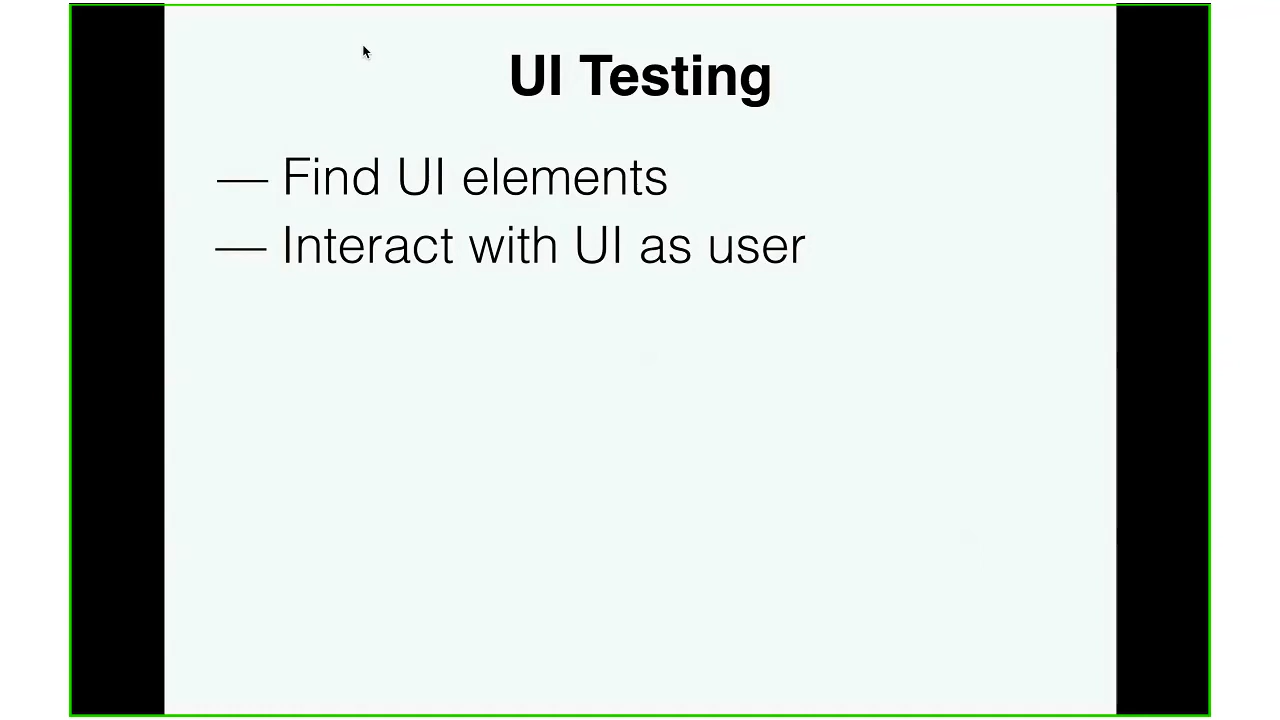 UI Testing
— Find UI elements
— Interact with UI as user